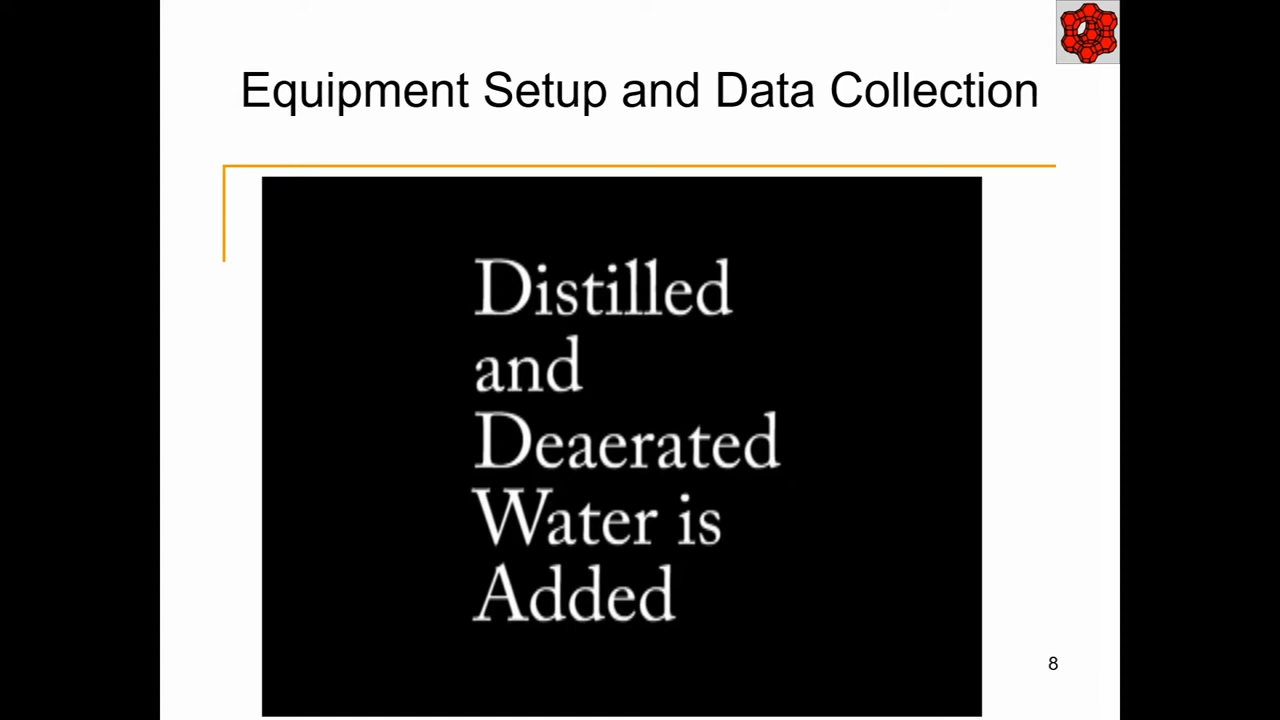 Equipment Setup and Data Collection
Distilled
and
Deaerated
Water is
Added
8